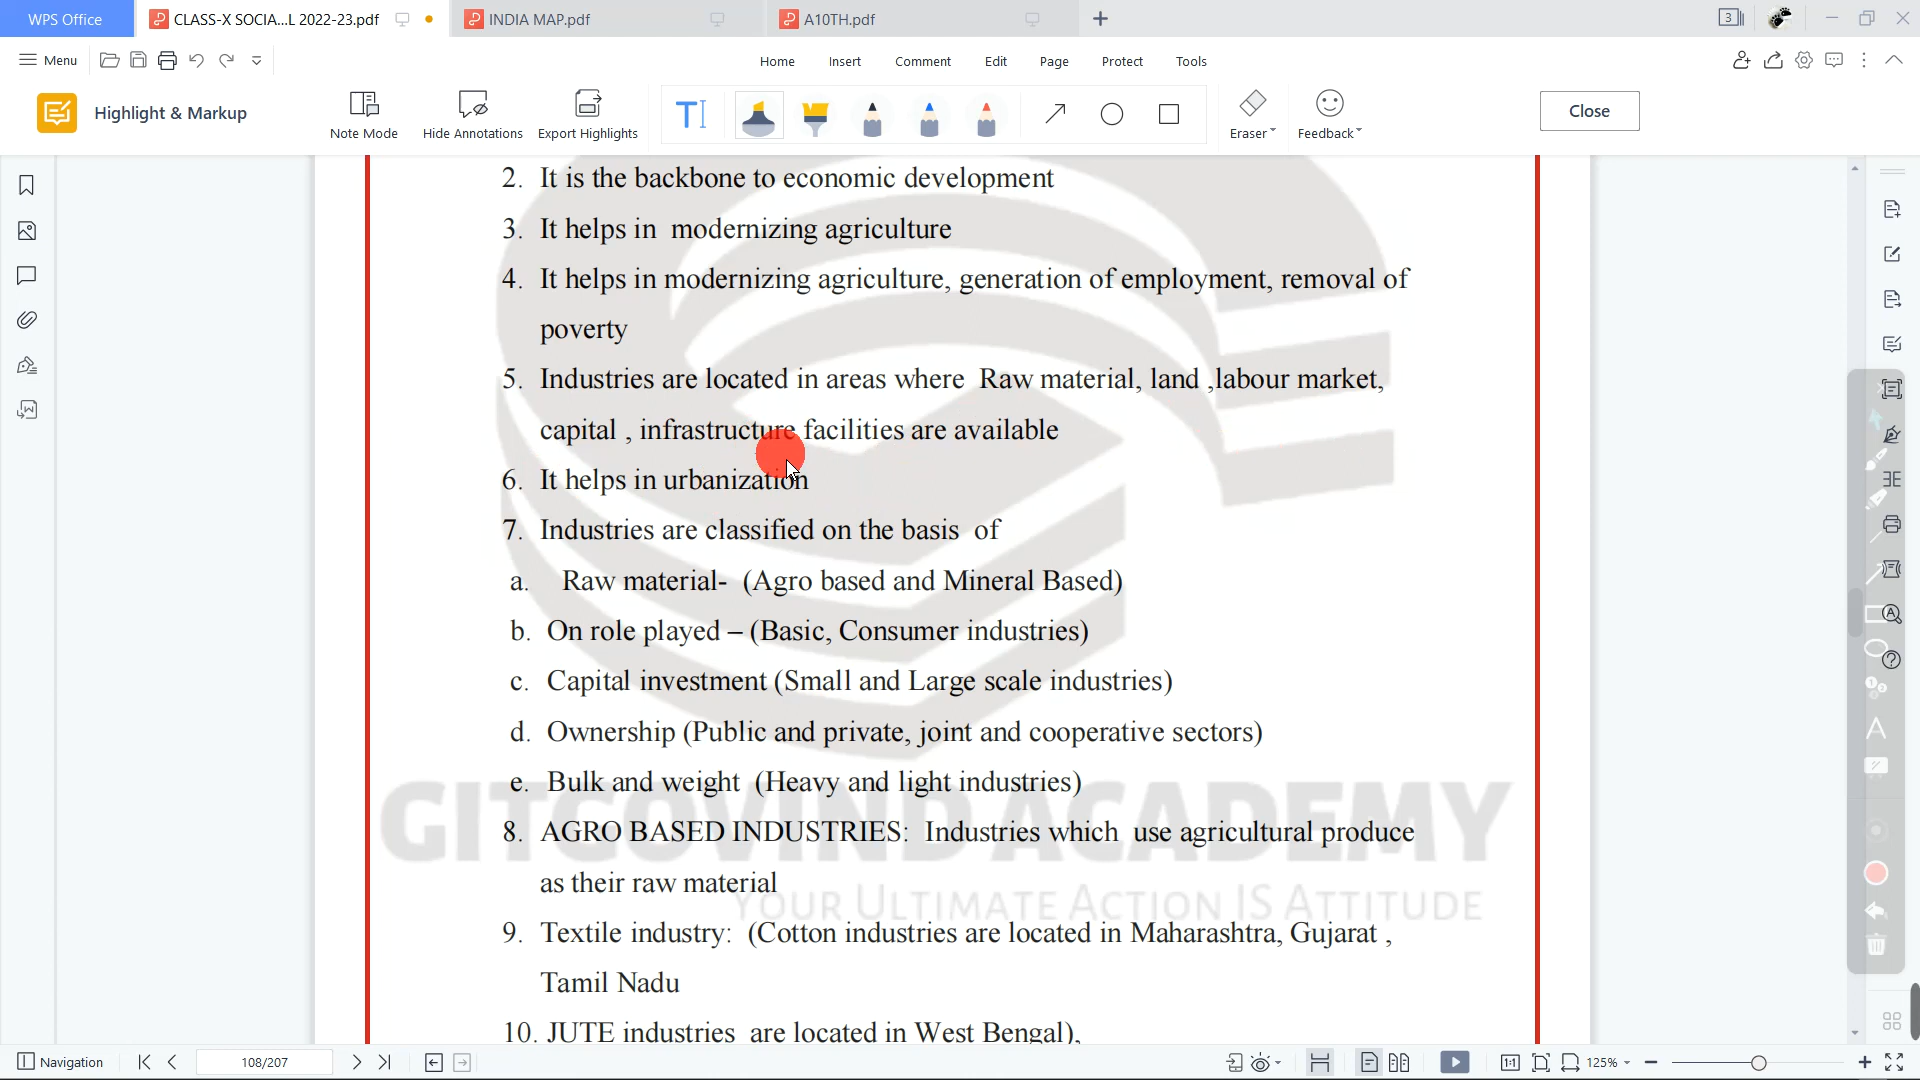 WPS Office
CLASS-X SOCIA...L 2022-23.pdf
INDIA MAP.pdf
A10TH.pdf
3
Menu
Home
Insert
Comment
Edit
Page
Protect
Tools
Highlight & Markup
Note Mode
Hide Annotations
Export Highlights
Eraser
Feedback
Close
2. It is the backbone to economic development
3. It helps in modernizing agriculture
4. It helps in modernizing agriculture, generation of employment, removal of
poverty
5. Industries are located in areas where Raw material, land ,labour market,
capital , infrastructure facilities are available
6. It helps in urbanization
7. Industries are classified on the basis of
a. Raw material- (Agro based and Mineral Based)
b. On role played – (Basic, Consumer industries)
c. Capital investment (Small and Large scale industries)
d. Ownership (Public and private, joint and cooperative sectors)
e. Bulk and weight (Heavy and light industries)
GITGOVIND ACADEMY
8. AGRO BASED INDUSTRIES: Industries which use agricultural produce
as their raw material
YOUR ULTIMATE ACTION IS ATTITUDE
9. Textile industry: (Cotton industries are located in Maharashtra, Gujarat ,
Tamil Nadu
10. JUTE industries are located in West Bengal),
Navigation
108/207
1:1
125%